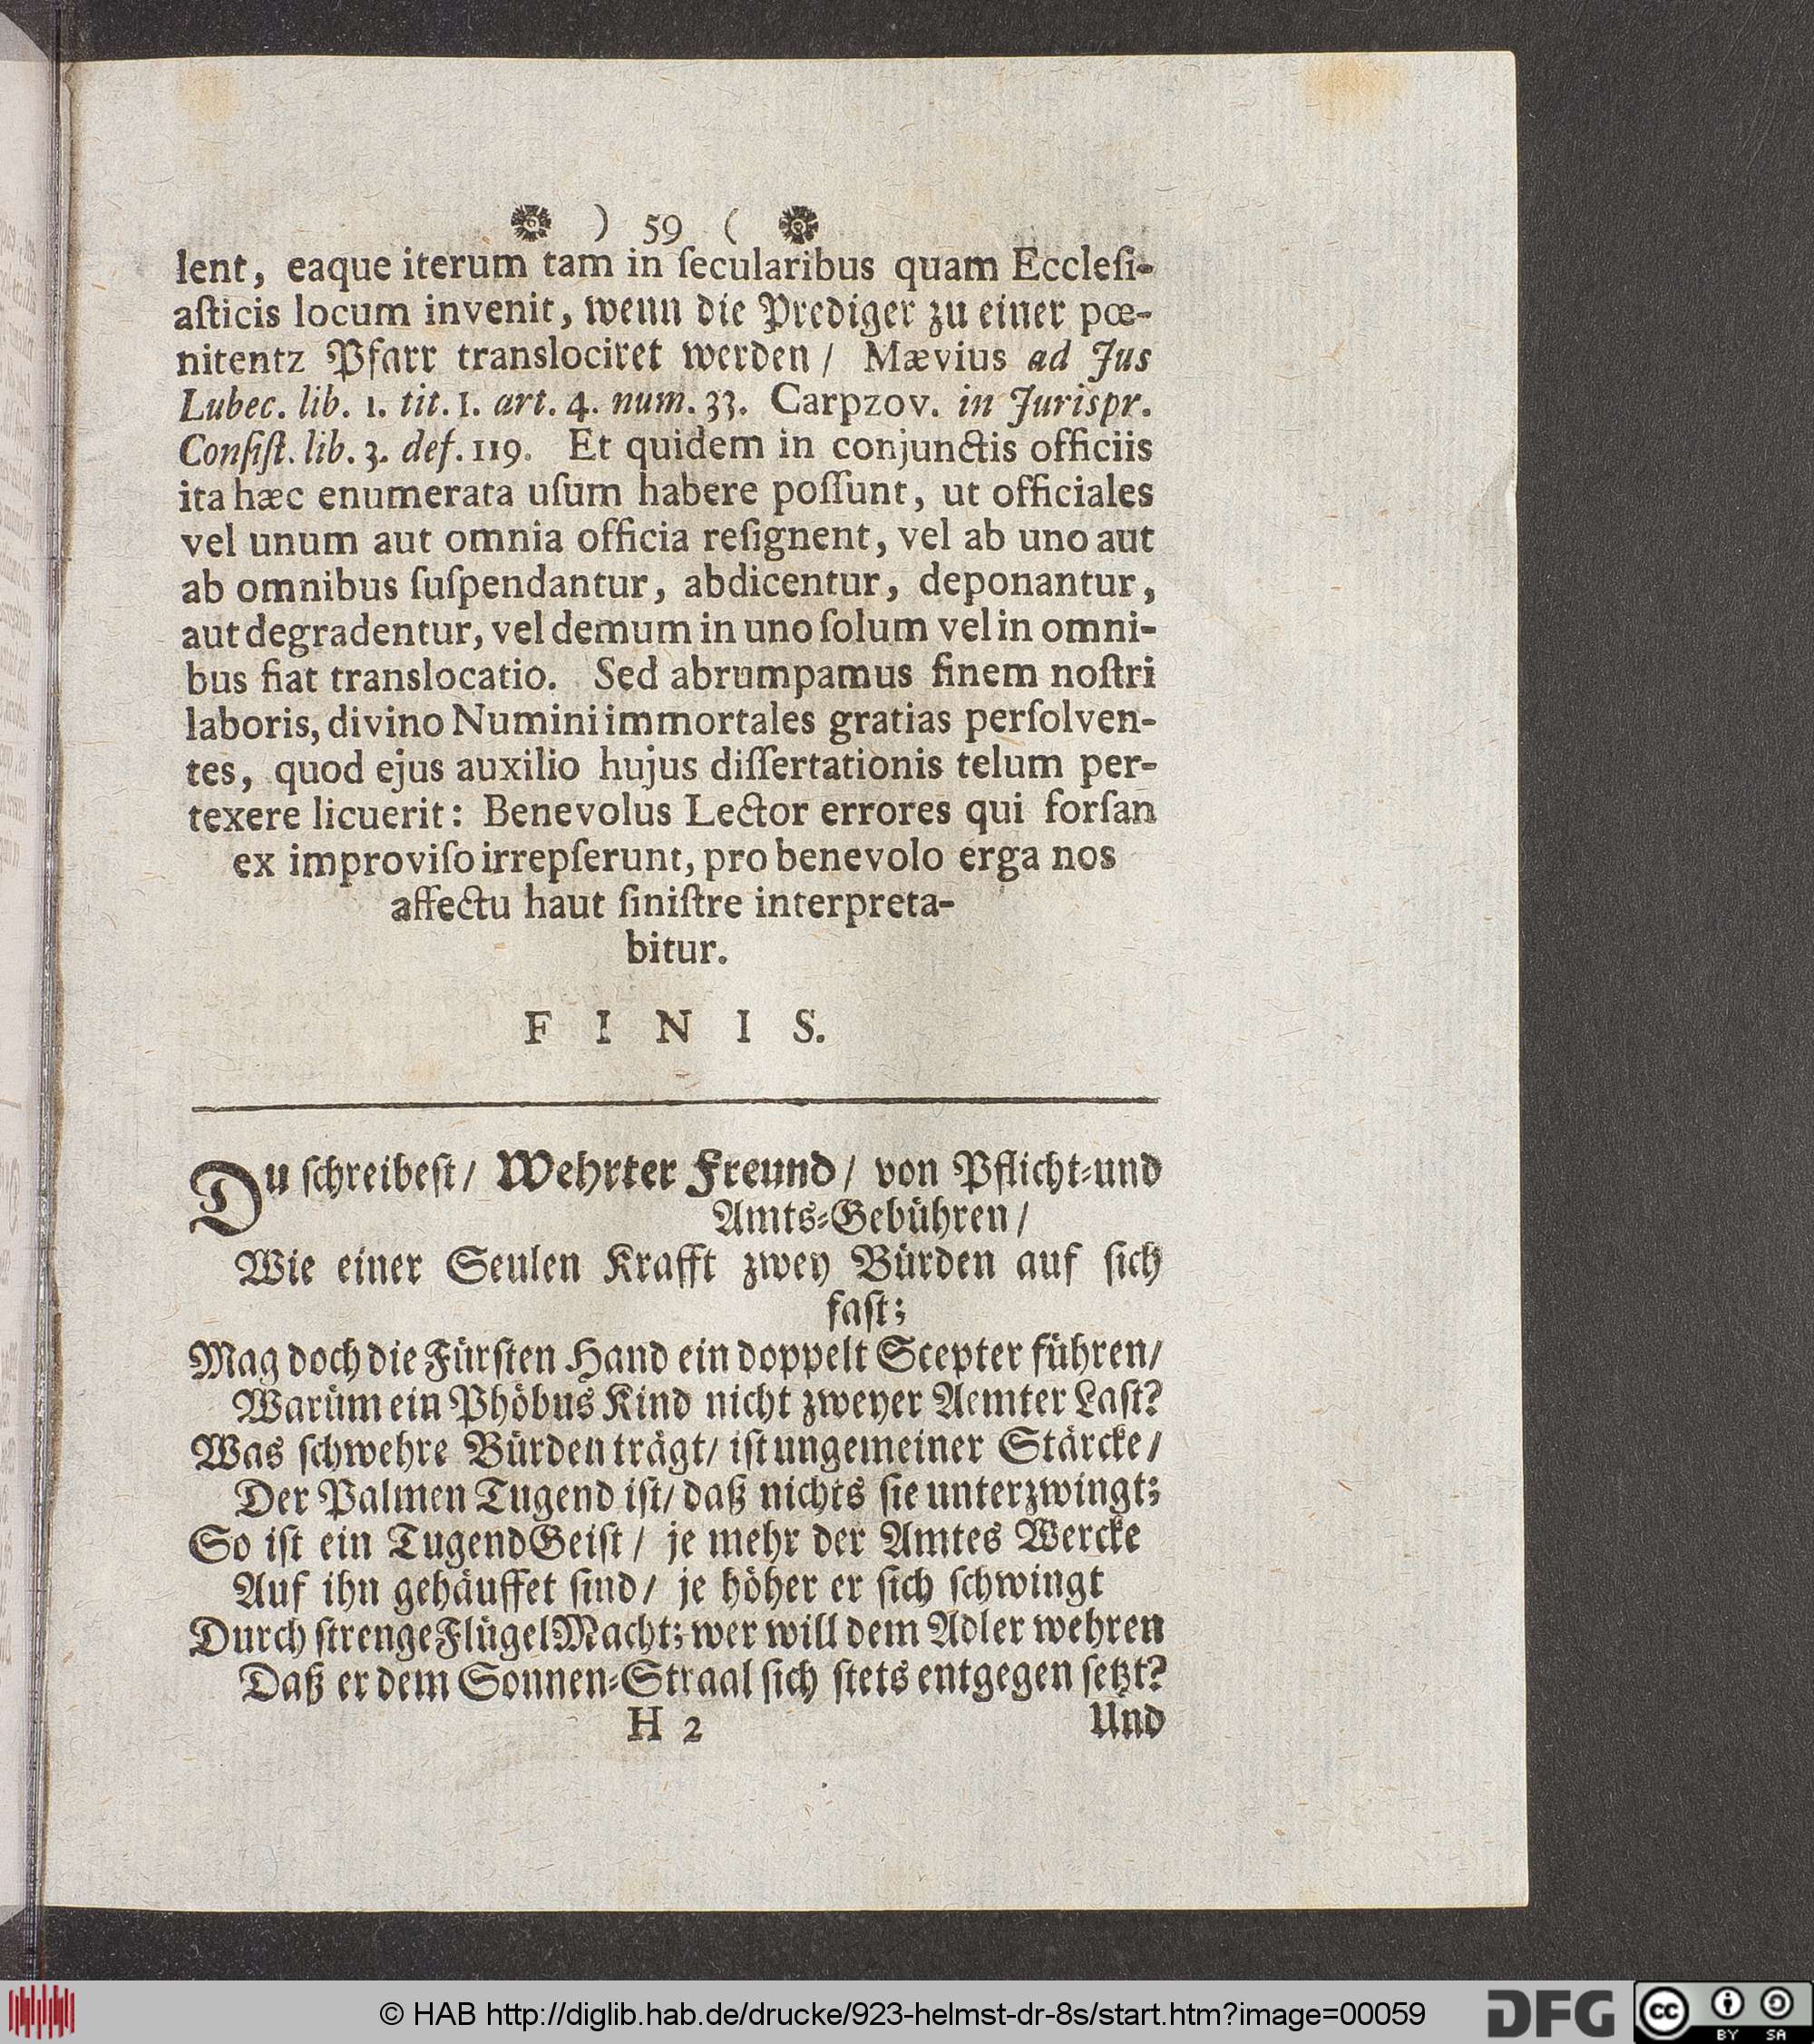 ) 59 (
lent, eaque iterum tam in ſecularibus quam Eccleſi-
aſticis locum invenit, wenn die Prediger zu einer pœ-
nitentz Pfarr translociret werden / Mævius ad Jus
Lubec. lib. 1. tit. I. art. 4. num. 33. Carpzov. in Jurispr.
Conſiſt. lib. 3. def. 119. Et quidem in conjunctis officiis
ita hæc enumerata uſum habere poſſunt, ut officiales
vel unum aut omnia officia reſignent, vel ab uno aut
ab omnibus ſuſpendantur, abdicentur, deponantur,
aut degradentur, vel demum in uno ſolum vel in omni-
bus fiat translocatio. Sed abrumpamus finem noſtri
laboris, divino Numini immortales gratias perſolven-
tes, quod ejus auxilio hujus diſſertationis telum per-
texere licuerit: Benevolus Lector errores qui forſan
ex improviſo irrepſerunt, pro benevolo erga nos
affectu haut ſiniſtre interpreta-
bitur.
F I N I S.
Du ſchreibeſt/ Wehrter Freund/ von Pflicht-und
Amts-Gebühren/
Wie einer Seulen Krafft zwey Bürden auf ſich
faſt;
Mag doch die Fürſten Hand ein doppelt Scepter führen/
Warüm ein Phöbus Kind nicht zweyer Aemter Laſt?
Was ſchwehre Bürden trägt/ iſt ungemeiner Stärcke/
Der Palmen Tugend iſt/ daß nichts ſie unterzwingt;
So iſt ein TugendGeiſt/ je mehr der Amtes Wercke
Auf ihn gehäuffet ſind/ je höher er ſich ſchwingt
Durch ſtrenge FlügelMacht; wer will dem Adler wehren
Daß er dem Sonnen-Straal ſich ſtets entgegen ſetzt?
H 2 Und
© HAB http://diglib.hab.de/drucke/923-helmst-dr-8s/start.htm?image=00059
DFG
cc BY SA